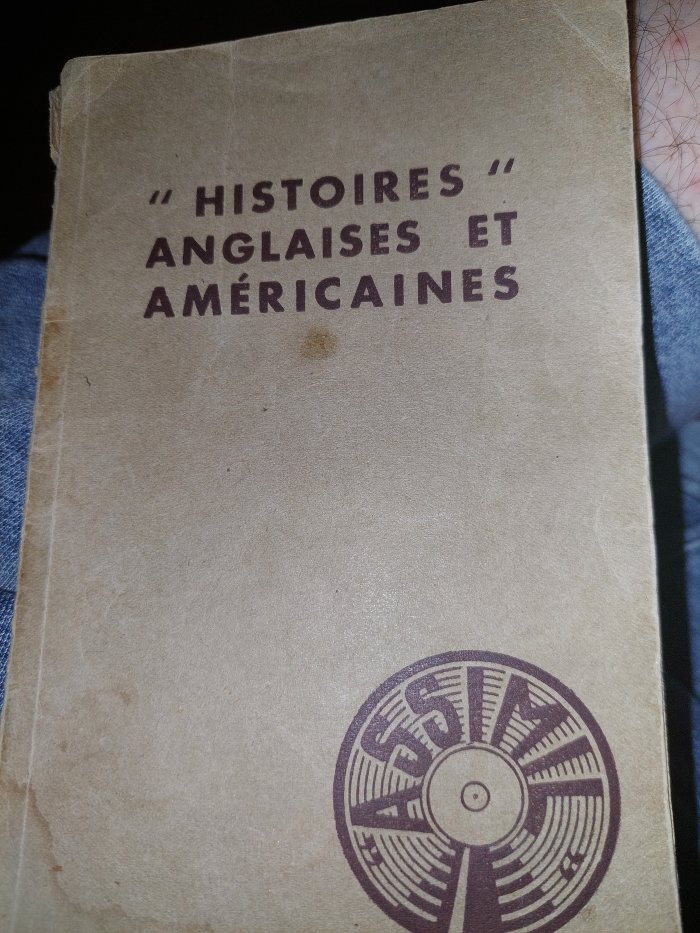 " HISTOIRES "
ANGLAISES ET
AMÉRICAINES
"ASSIMIL"